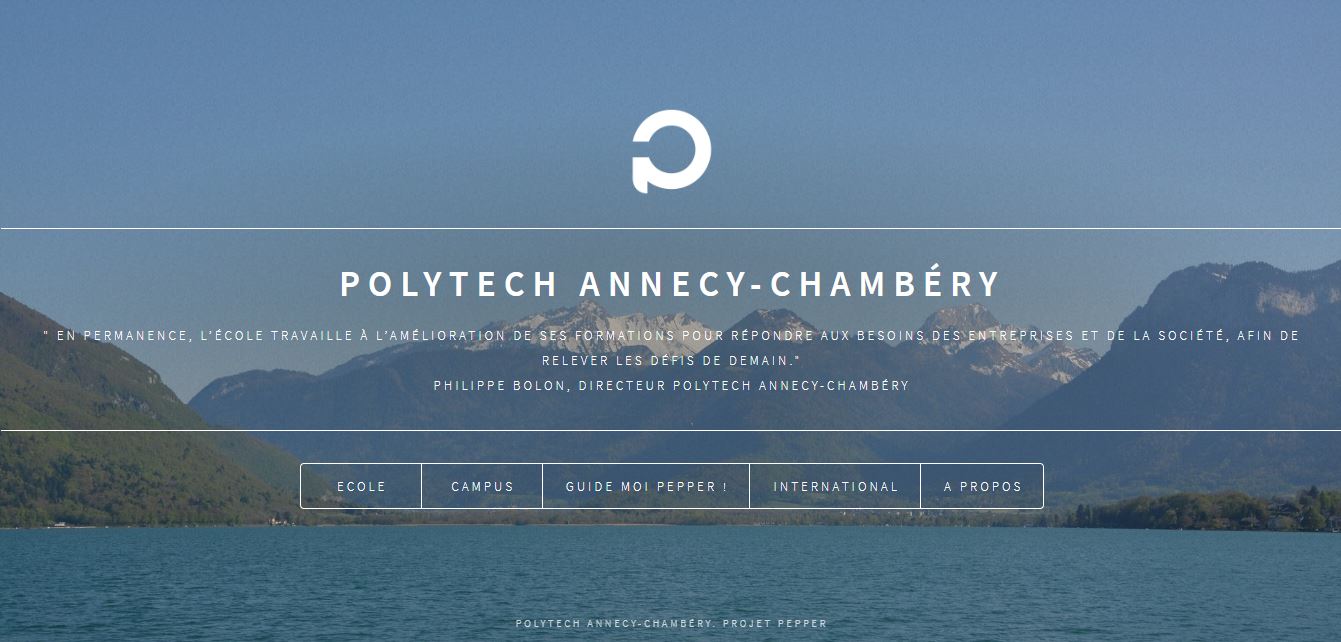 POLYTECH ANNECY-CHAMBÉRY
" EN PERMANENCE, L'ÉCOLE TRAVAILLE À L'AMÉLIORATION DE SES FORMATIONS POUR RÉPONDRE AUX BESOINS DES ENTREPRISES ET DE LA SOCIÉTÉ, AFIN DE
RELEVER LES DÉFIS DE DEMAIN."
PHILIPPE BOLON, DIRECTEUR POLYTECH ANNECY-CHAMBÉRY
ECOLE CAMPUS GUIDE MOI PEPPER ! INTERNATIONAL A PROPOS
POLYTECH ANNECY-CHAMBÉRY. PROJET PEPPER